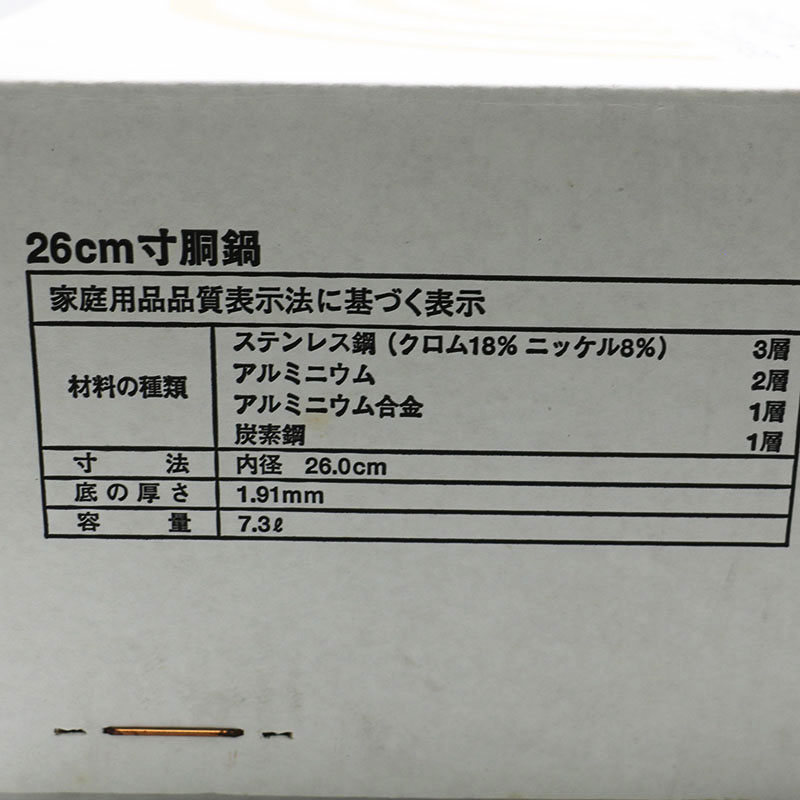 26cm寸胴鍋
家庭用品品質表示法に基づく表示
材料の種類
ステンレス鋼（クロム18% ニッケル8%） 3層
アルミニウム 2層
アルミニウム合金 1層
炭素鋼 1層
寸法 内径 26.0cm
底の厚さ 1.91mm
容量 7.3ℓ